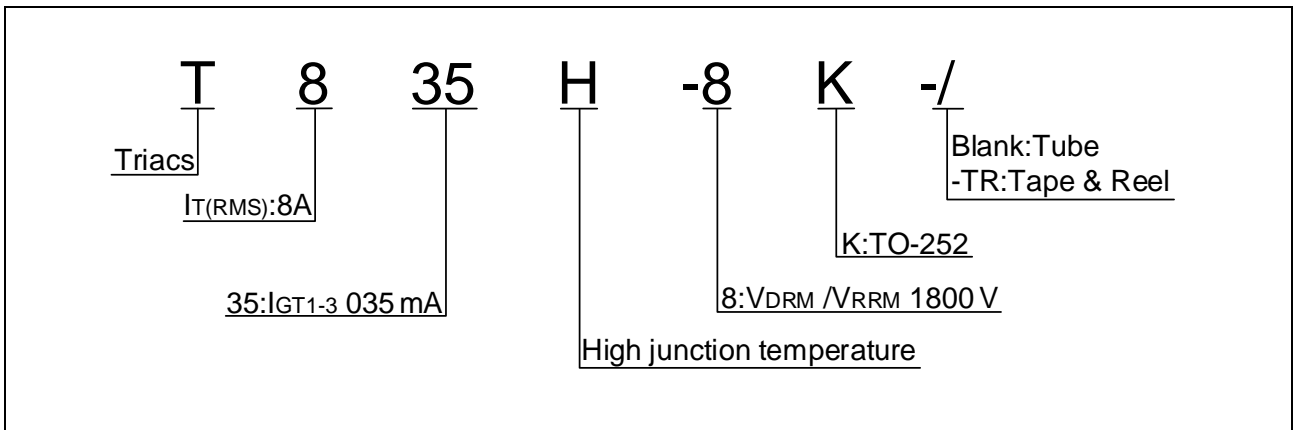 T 8 35 H -8 K -/
Triacs
Blank:Tube
-TR:Tape & Reel
IT(RMS):8A
K:TO-252
35:IGT1-3 035 mA
8:VDRM /VRRM 1800 V
High junction temperature